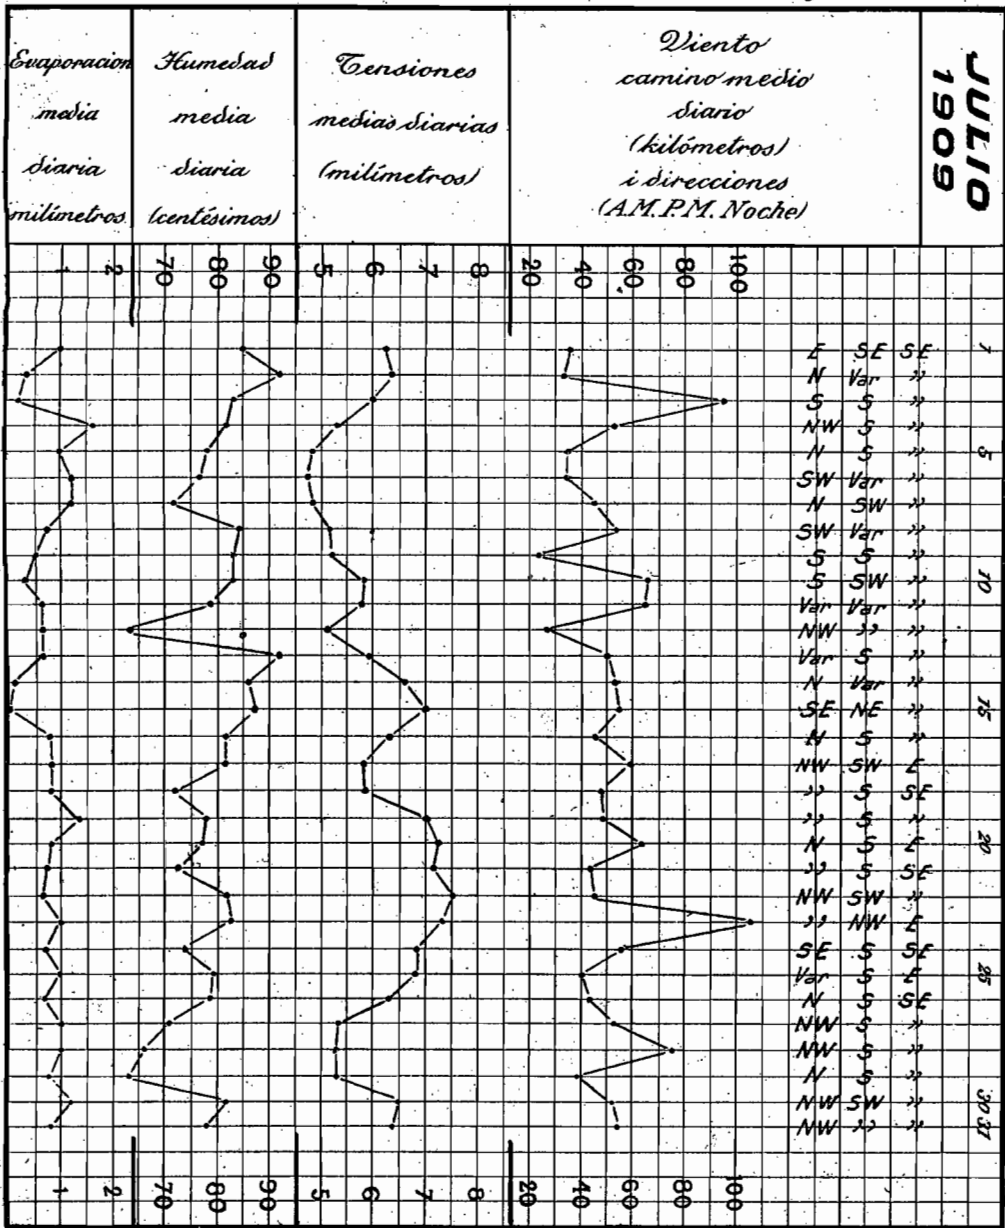 JULIO
1909
Evaporacion
media
diaria
milímetros
Humedad
media
diaria
(centésimos)
Tensiones
medias diarias
(milímetros)
Viento
camino medio
diario
(kilómetros)
i direcciones
(A.M. P.M. Noche)
1 2 70 80 90 5 6 7 8 20 40 60 80 100
E SE SE 1
N Var "
S S "
NW S "
N S " 5
SW Var "
N SW "
SW Var "
S S "
S SW " 10
Var Var "
NW " "
Var S "
N Var "
SE NE " 15
N S "
NW SW E
" S SE
" S "
N S E 20
" S SE
NW SW "
" NW E
SE S SE
Var S E 25
N S SE
NW S "
NW S "
N S "
NW SW " 30
NW " " 31
1 2 70 80 90 5 6 7 8 20 40 60 80 100